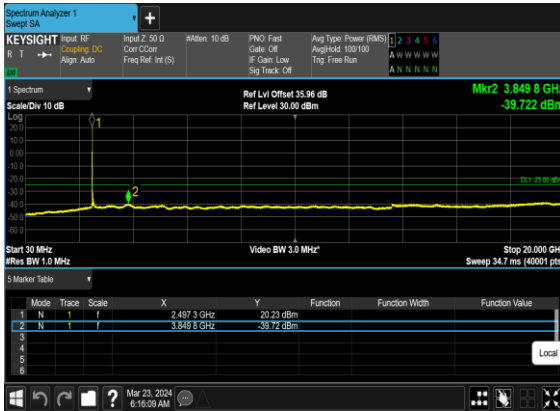 Spectrum Analyzer 1
Swept SA
+
KEYSIGHT Input: RF Input Z: 50 Ω #Atten: 10 dB PNO: Fast Avg Type: Power (RMS) 1 2 3 4 5 6
R T Coupling: DC Corr CCorr Gate: Off Avg|Hold: 100/100 A W W W W W
Align: Auto Freq Ref: Int (S) IF Gain: Low Trig: Free Run
Sig Track: Off A N N N N N
1 Spectrum
Ref Lvl Offset 35.96 dB Mkr2 3.849 8 GHz
Scale/Div 10 dB Ref Level 30.00 dBm -39.722 dBm
Log
20.0
10.0
0.00
-10.0
-20.0
-30.0
-40.0
-50.0
-60.0
1
2
DL1 -25.00 dBm
Start 30 MHz Video BW 3.0 MHz* Stop 20.000 GHz
#Res BW 1.0 MHz Sweep 34.7 ms (40001 pts)
5 Marker Table
Mode Trace Scale X Y Function Function Width Function Value
1 N 1 f 2.497 3 GHz 20.23 dBm
2 N 1 f 3.849 8 GHz -39.72 dBm
3
4
5
6
Local
? Mar 23, 2024
6:16:09 AM